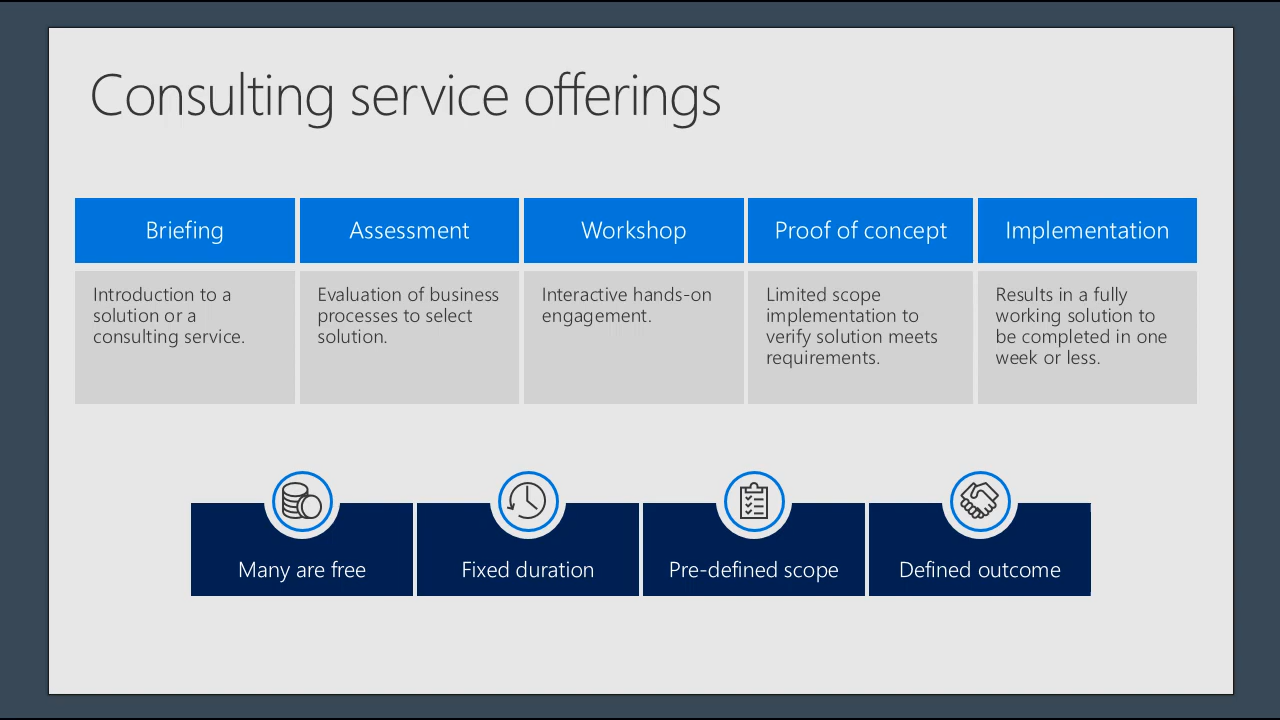 Consulting service offerings
Briefing
Assessment
Workshop
Proof of concept
Implementation
Introduction to a
solution or a
consulting service.
Evaluation of business
processes to select
solution.
Interactive hands-on
engagement.
Limited scope
implementation to
verify solution meets
requirements.
Results in a fully
working solution to
be completed in one
week or less.
Many are free
Fixed duration
Pre-defined scope
Defined outcome